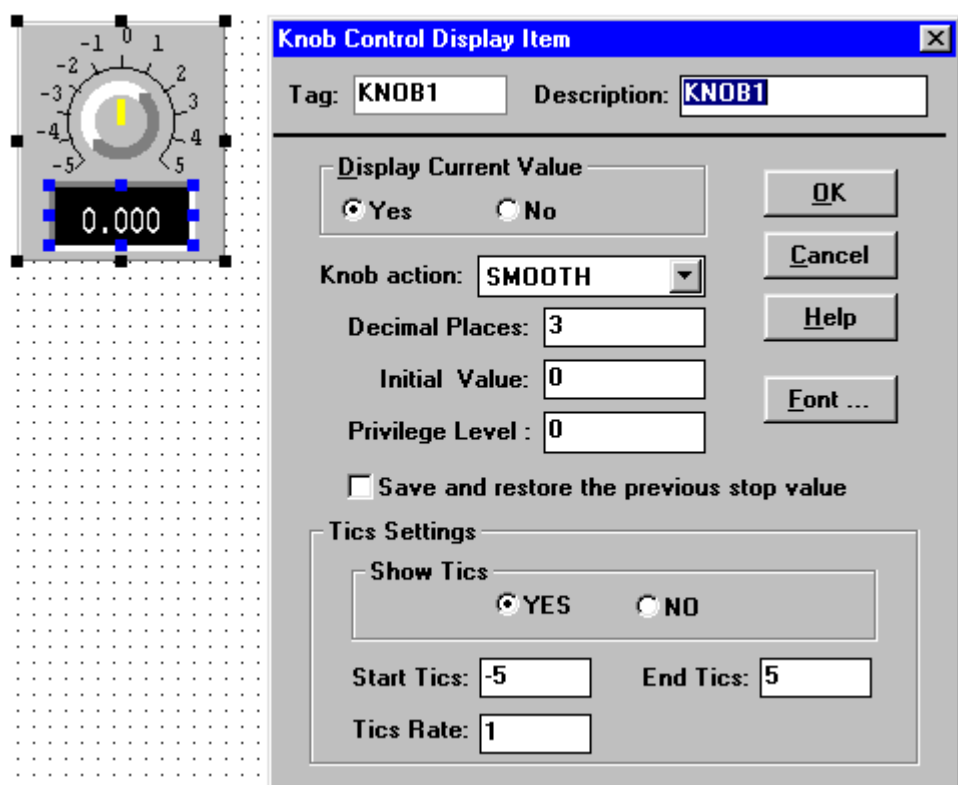 -1 0 1
-2 2
-3 3
-4 4
-5 5
0.000
Knob Control Display Item
Tag: KNOB1 Description: KNOB1
Display Current Value
Yes No
OK
Knob action: SMOOTH
Cancel
Decimal Places: 3
Help
Initial Value: 0
Font ...
Privilege Level : 0
Save and restore the previous stop value
Tics Settings
Show Tics
YES NO
Start Tics: -5 End Tics: 5
Tics Rate: 1